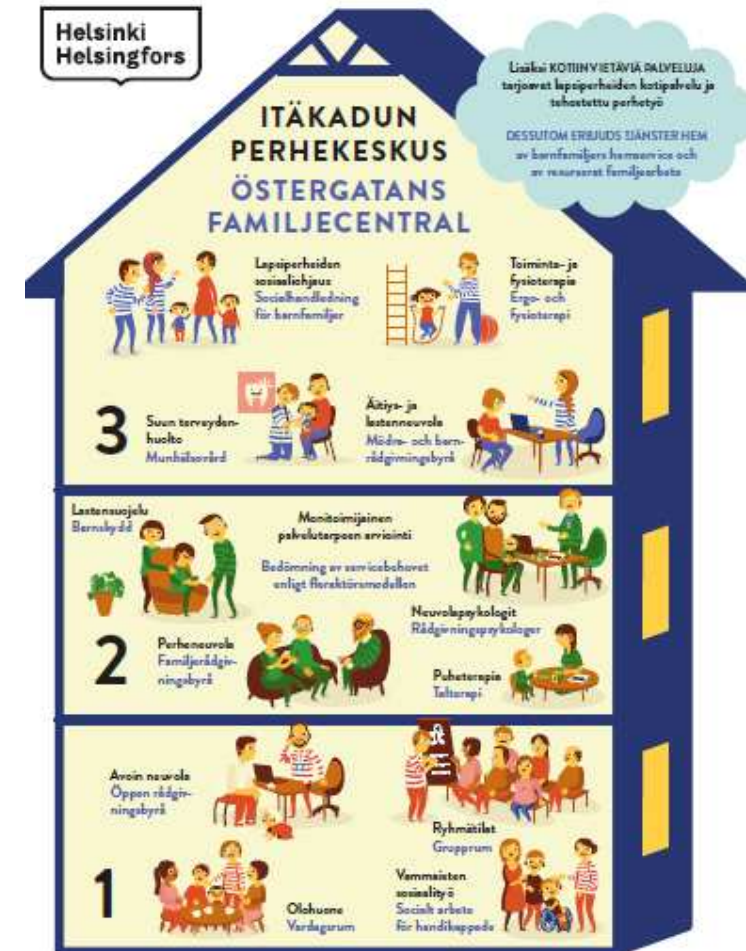 Helsinki
Helsingfors
Lisäksi KOTIIN VIETÄVIÄ PALVELUJA
tarjoavat lapsiperheiden kotipalvelu ja
tehostettu perhetyö
DESSUTOM ERBJUDS TJÄNSTER HEM
av barnfamiljers hemservice och
av resurserat familjearbete
ITÄKADUN
PERHEKESKUS
ÖSTERGATANS
FAMILJECENTRAL
Lapsiperheiden
sosiaaliohjaus
Socialhandledning
för barnfamiljer
Toiminta- ja
fysioterapia
Ergo- och
fysioterapi
3
Suun terveyden-
huolto
Munhälsovård
Äitiys- ja
lastenneuvola
Mödra- och barn-
rådgivningsbyrå
Lastensuojelu
Barnskydd
Monitoimijainen
palvelutarpeen arviointi
Bedömning av servicebehovet
enligt fleraktörsmodellen
2
Perheneuvola
Familjerådgiv-
ningsbyrå
Neuvolapsykologit
Rådgivningspsykologer
Puheterapia
Talterapi
Avoin neuvola
Öppen rådgiv-
ningsbyrå
Ryhmätilat
Grupprum
1
Olohuone
Vardagsrum
Vammaisten
sosiaalityö
Socialt arbete
för handikappade